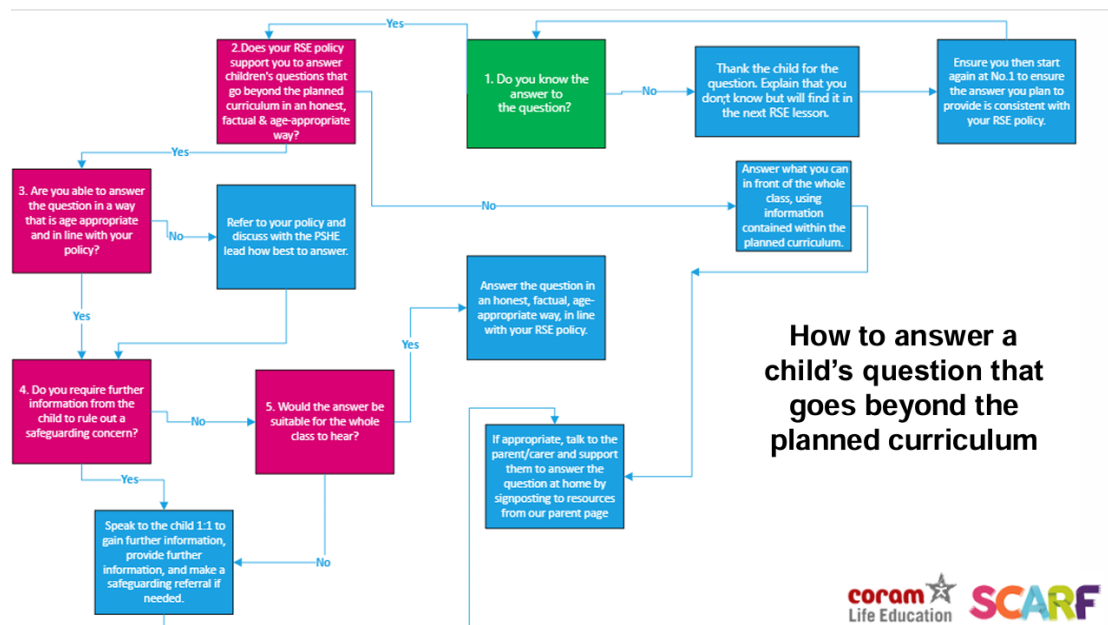 Yes
2.Does your RSE policy
support you to answer
children's questions that
go beyond the planned
curriculum in an honest,
factual & age-appropriate
way?
1. Do you know the
answer to
the question?
No
Thank the child for the
question. Explain that you
don;t know but will find it in
the next RSE lesson.
Ensure you then start
again at No.1 to ensure
the answer you plan to
provide is consistent with
your RSE policy.
Yes
3. Are you able to answer
the question in a way
that is age appropriate
and in line with your
policy?
No
Refer to your policy and
discuss with the PSHE
lead how best to answer.
No
Answer what you can
in front of the whole
class, using
information
contained within the
planned curriculum.
Answer the question in
an honest, factual, age-
appropriate way, in line
with your RSE policy.
Yes
Yes
4. Do you require further
information from the
child to rule out a
safeguarding concern?
No
5. Would the answer be
suitable for the whole
class to hear?
How to answer a
child’s question that
goes beyond the
planned curriculum
If appropriate, talk to the
parent/carer and support
them to answer the
question at home by
signposting to resources
from our parent page
Yes
Speak to the child 1:1 to
gain further information,
provide further
information, and make a
safeguarding referral if
needed.
No
coram
Life Education
SCARF